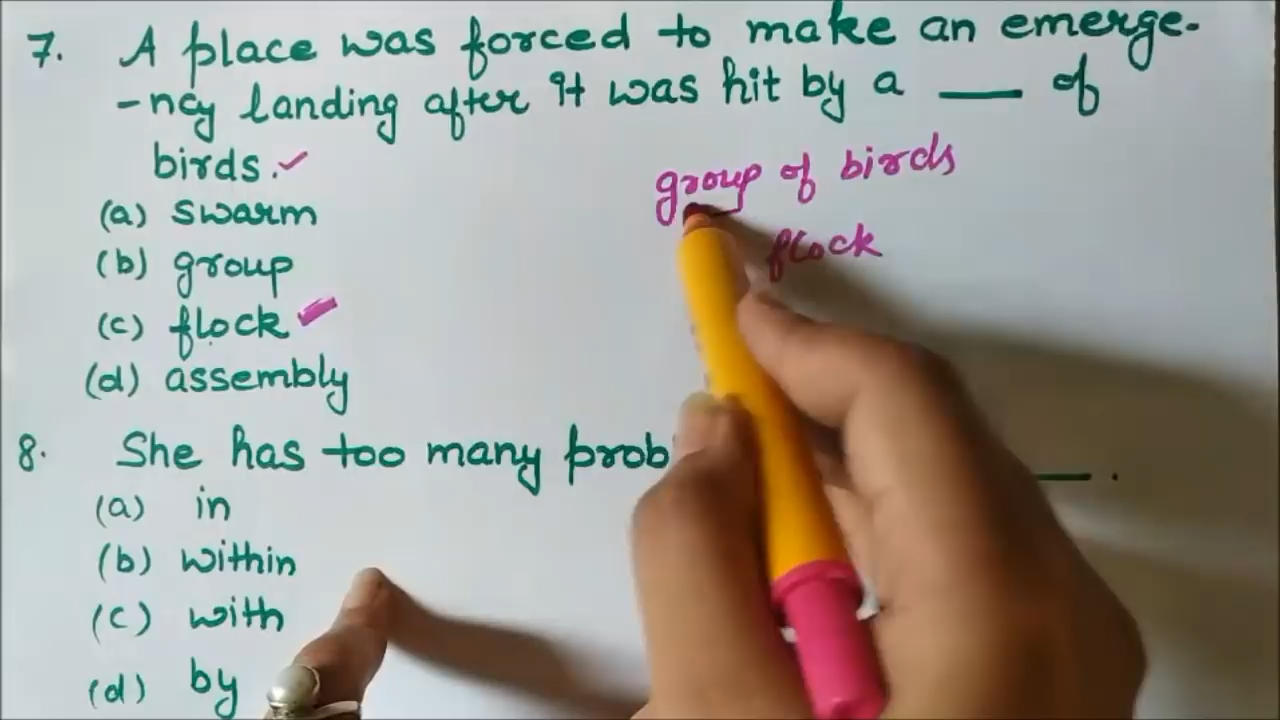 7. A place was forced to make an emerge-
-ncy landing after it was hit by a ___ of
birds.
group of birds
(a) swarm
(b) group
flock
(c) flock
(d) assembly
8. She has too many ___.
(a) in
(b) within
(c) with
(d) by